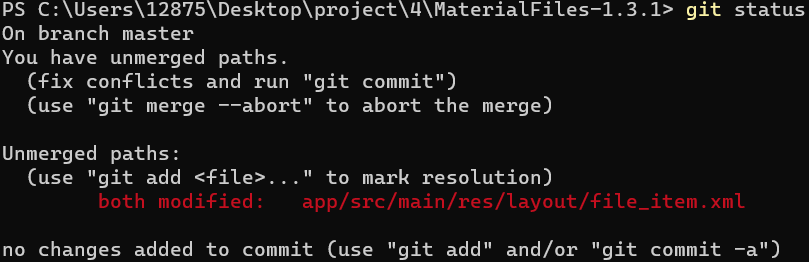 PS C:\Users\12875\Desktop\project\4\MaterialFiles-1.3.1> git status
On branch master
You have unmerged paths.
  (fix conflicts and run "git commit")
  (use "git merge --abort" to abort the merge)

Unmerged paths:
  (use "git add <file>..." to mark resolution)
        both modified:   app/src/main/res/layout/file_item.xml

no changes added to commit (use "git add" and/or "git commit -a")